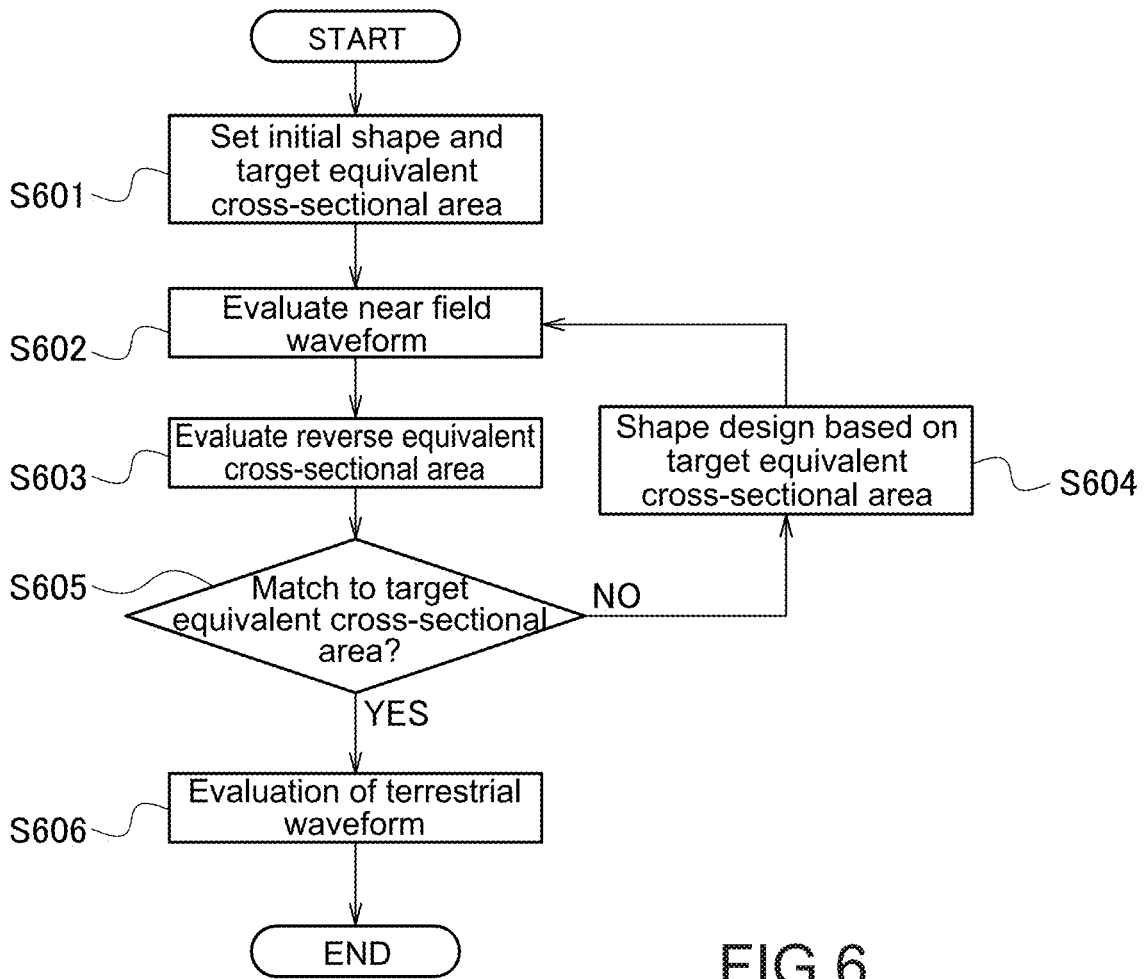 START
Set initial shape and
target equivalent
cross-sectional area
S601
Evaluate near field
waveform
S602
Evaluate reverse equivalent
cross-sectional area
S603
Shape design based on
target equivalent
cross-sectional area
S604
S605
Match to target
equivalent cross-sectional
area?
NO
YES
Evaluation of terrestrial
waveform
S606
END
FIG.6